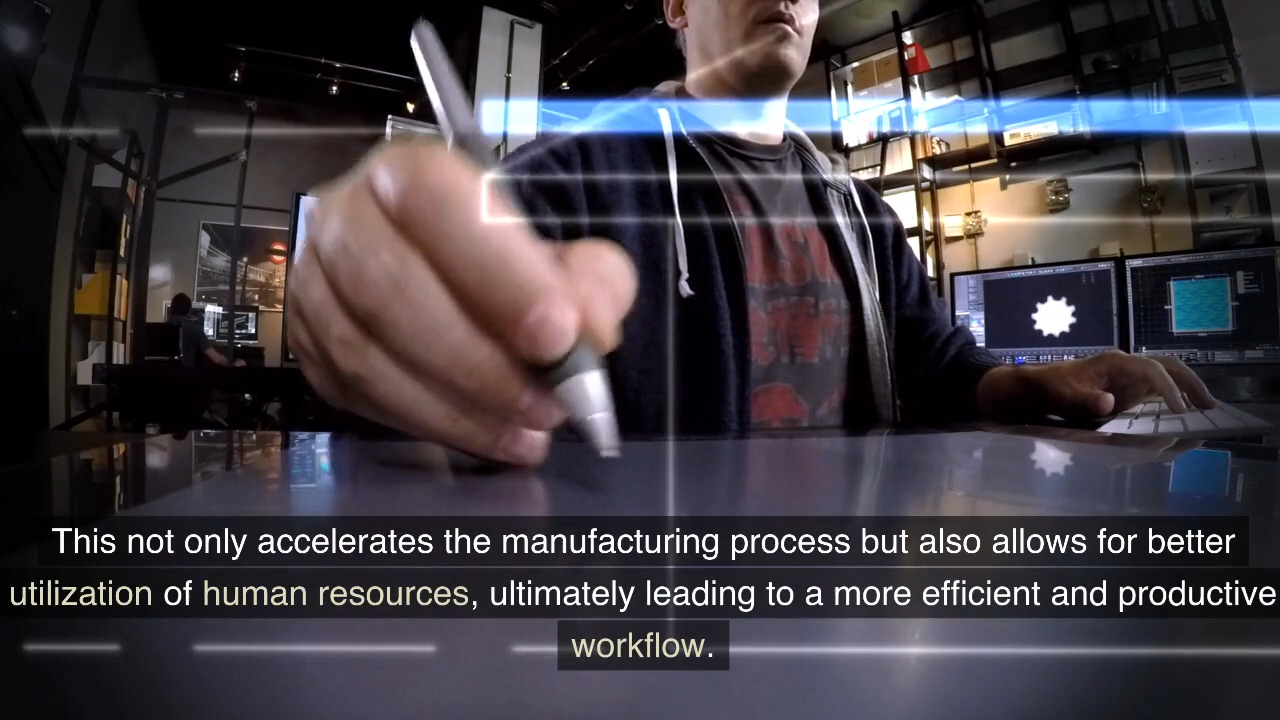 This not only accelerates the manufacturing process but also allows for better
utilization of human resources, ultimately leading to a more efficient and productive
workflow.